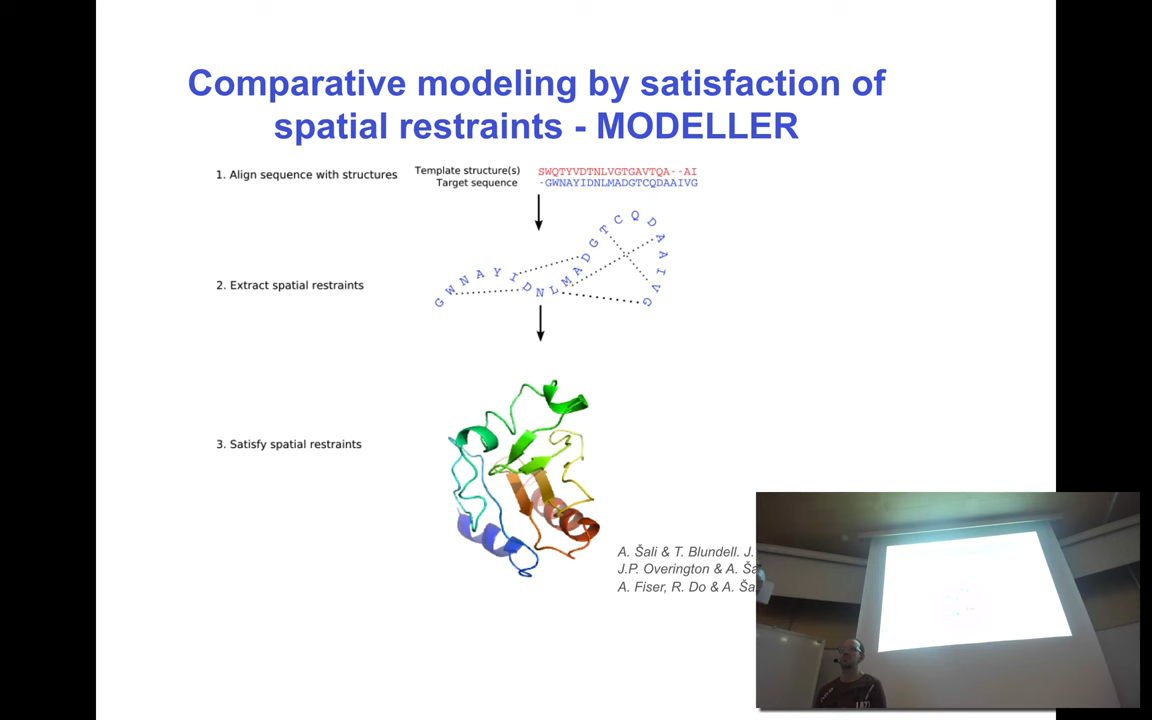 Comparative modeling by satisfaction of
spatial restraints - MODELLER
1. Align sequence with structures
Template structure(s) SWQTYVDTNLVGTGAVTQA--AI
Target sequence -GWNAYIDNLMADGTCQDAAIVG
G W N A Y I D N L M A D G T C Q D A A I V G
2. Extract spatial restraints
3. Satisfy spatial restraints
A. Šali & T. Blundell. J.
J.P. Overington & A. Ša
A. Fiser, R. Do & A. Ša